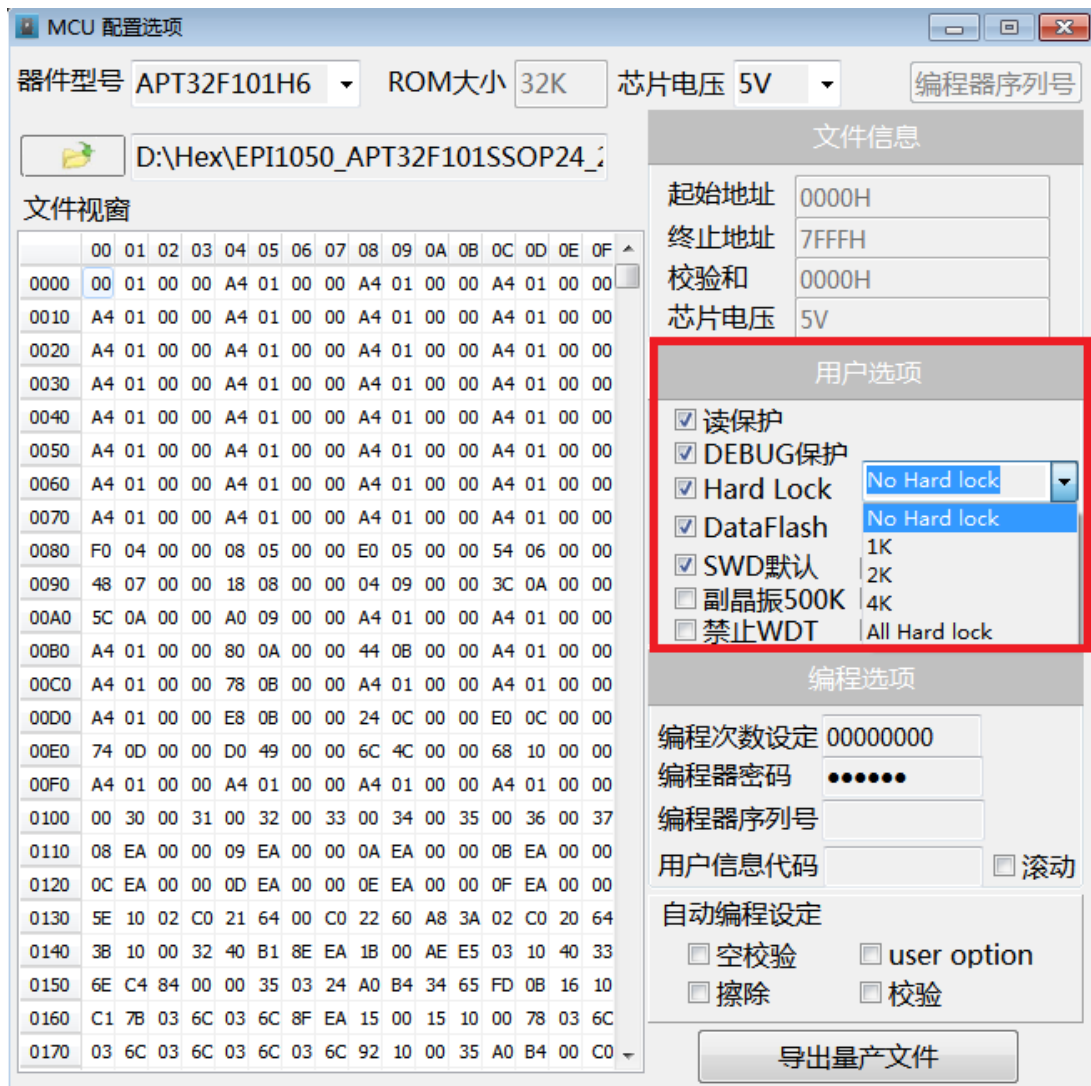 MCU 配置选项
器件型号 APT32F101H6 ROM大小 32K 芯片电压 5V 编程器序列号
D:\Hex\EPI1050_APT32F101SSOP24_2
文件视窗
00 01 02 03 04 05 06 07 08 09 0A 0B 0C 0D 0E 0F
0000 00 01 00 00 A4 01 00 00 A4 01 00 00 A4 01 00 00
0010 A4 01 00 00 A4 01 00 00 A4 01 00 00 A4 01 00 00
0020 A4 01 00 00 A4 01 00 00 A4 01 00 00 A4 01 00 00
0030 A4 01 00 00 A4 01 00 00 A4 01 00 00 A4 01 00 00
0040 A4 01 00 00 A4 01 00 00 A4 01 00 00 A4 01 00 00
0050 A4 01 00 00 A4 01 00 00 A4 01 00 00 A4 01 00 00
0060 A4 01 00 00 A4 01 00 00 A4 01 00 00 A4 01 00 00
0070 A4 01 00 00 A4 01 00 00 A4 01 00 00 A4 01 00 00
0080 F0 04 00 00 08 05 00 00 E0 05 00 00 54 06 00 00
0090 48 07 00 00 18 08 00 00 04 09 00 00 3C 0A 00 00
00A0 5C 0A 00 00 A0 09 00 00 A4 01 00 00 A4 01 00 00
00B0 A4 01 00 00 80 0A 00 00 44 0B 00 00 A4 01 00 00
00C0 A4 01 00 00 78 0B 00 00 A4 01 00 00 A4 01 00 00
00D0 A4 01 00 00 E8 0B 00 00 24 0C 00 00 E0 0C 00 00
00E0 74 0D 00 00 D0 49 00 00 6C 4C 00 00 68 10 00 00
00F0 A4 01 00 00 A4 01 00 00 A4 01 00 00 A4 01 00 00
0100 00 30 00 31 00 32 00 33 00 34 00 35 00 36 00 37
0110 08 EA 00 00 09 EA 00 00 0A EA 00 00 0B EA 00 00
0120 0C EA 00 00 0D EA 00 00 0E EA 00 00 0F EA 00 00
0130 5E 10 02 C0 21 64 00 C0 22 60 A8 3A 02 C0 20 64
0140 3B 10 00 32 40 B1 8E EA 1B 00 AE E5 03 10 40 33
0150 6E C4 84 00 00 35 03 24 A0 B4 34 65 FD 0B 16 10
0160 C1 7B 03 6C 03 6C 8F EA 15 00 15 10 00 78 03 6C
0170 03 6C 03 6C 03 6C 03 6C 92 10 00 35 A0 B4 00 C0
文件信息
起始地址 0000H
终止地址 7FFFH
校验和 0000H
芯片电压 5V
用户选项
读保护
DEBUG保护
Hard Lock No Hard lock
DataFlash No Hard lock
1K
SWD默认 2K
副晶振500K 4K
禁止WDT All Hard lock
编程选项
编程次数设定 00000000
编程器密码 ●●●●●●
编程器序列号
用户信息代码 滚动
自动编程设定
空校验 user option
擦除 校验
导出量产文件